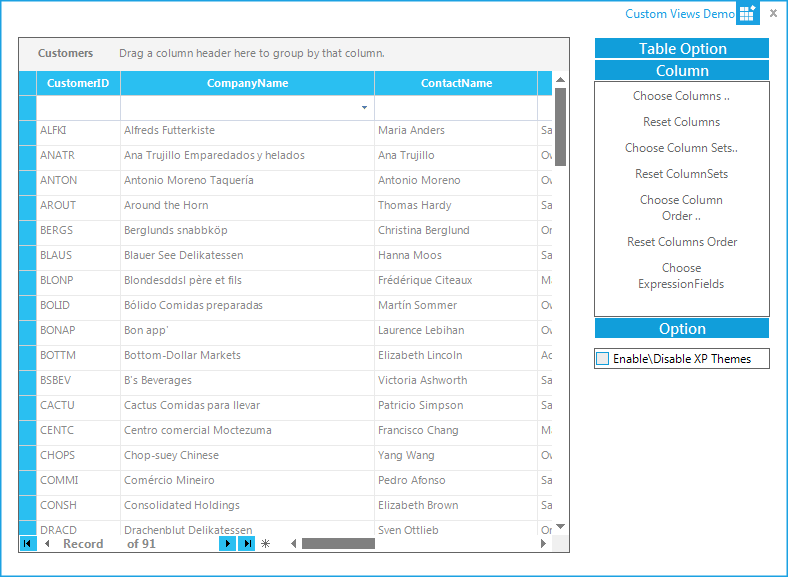 Custom Views Demo
Customers Drag a column header here to group by that column.
CustomerID CompanyName ContactName
ALFKI Alfreds Futterkiste Maria Anders Sa
ANATR Ana Trujillo Emparedados y helados Ana Trujillo Ov
ANTON Antonio Moreno Taquería Antonio Moreno Ov
AROUT Around the Horn Thomas Hardy Sa
BERGS Berglunds snabbköp Christina Berglund Or
BLAUS Blauer See Delikatessen Hanna Moos Sa
BLONP Blondesddsl père et fils Frédérique Citeaux Ma
BOLID Bólido Comidas preparadas Martín Sommer Ov
BONAP Bon app' Laurence Lebihan Ov
BOTTM Bottom-Dollar Markets Elizabeth Lincoln Ac
BSBEV B's Beverages Victoria Ashworth Sa
CACTU Cactus Comidas para llevar Patricio Simpson Sa
CENTC Centro comercial Moctezuma Francisco Chang Ma
CHOPS Chop-suey Chinese Yang Wang Ov
COMMI Comércio Mineiro Pedro Afonso Sa
CONSH Consolidated Holdings Elizabeth Brown Sa
DRACD Drachenblut Delikatessen Sven Ottlieb Or
Record of 91
Table Option
Column
Choose Columns ..
Reset Columns
Choose Column Sets..
Reset ColumnSets
Choose Column
Order ..
Reset Columns Order
Choose
ExpressionFields
Option
Enable\Disable XP Themes